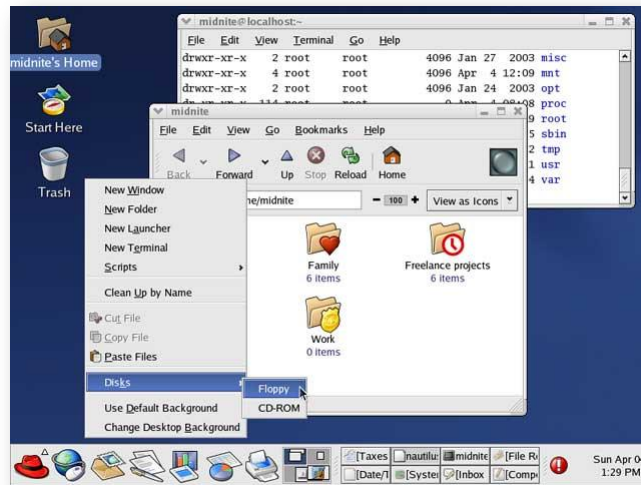 midnite's Home
Start Here
Trash
midnite@localhost:~
File Edit View Terminal Go Help
drwxr-xr-x 2 root root 4096 Jan 27 2003 misc
drwxr-xr-x 4 root root 4096 Apr 4 12:09 mnt
drwxr-xr-x 2 root root 4096 Jan 24 2003 opt
proc
9 root
5 sbin
2 tmp
1 usr
4 var
midnite
File Edit View Go Bookmarks Help
Back Forward Up Stop Reload Home
me/midnite 100 View as Icons
Family
6 items
Freelance projects
6 items
Work
0 items
New Window
New Folder
New Launcher
New Terminal
Scripts
Clean Up by Name
Cut File
Copy File
Paste Files
Disks
Floppy
CD-ROM
Use Default Background
Change Desktop Background
[Taxes nautilus midnite [File R
[Date/T [Syste [Inbox [Comp
Sun Apr 0
1:29 PM